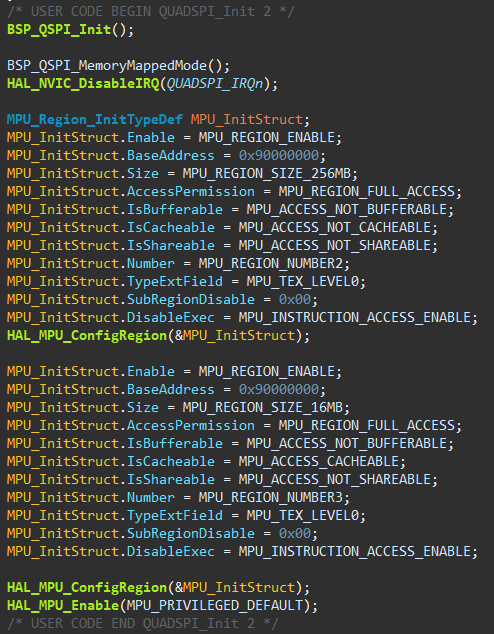 /* USER CODE BEGIN QUADSPI_Init 2 */
BSP_QSPI_Init();
BSP_QSPI_MemoryMappedMode();
HAL_NVIC_DisableIRQ(QUADSPI_IRQn);
MPU_Region_InitTypeDef MPU_InitStruct;
MPU_InitStruct.Enable = MPU_REGION_ENABLE;
MPU_InitStruct.BaseAddress = 0x90000000;
MPU_InitStruct.Size = MPU_REGION_SIZE_256MB;
MPU_InitStruct.AccessPermission = MPU_REGION_FULL_ACCESS;
MPU_InitStruct.IsBufferable = MPU_ACCESS_NOT_BUFFERABLE;
MPU_InitStruct.IsCacheable = MPU_ACCESS_NOT_CACHEABLE;
MPU_InitStruct.IsShareable = MPU_ACCESS_NOT_SHAREABLE;
MPU_InitStruct.Number = MPU_REGION_NUMBER2;
MPU_InitStruct.TypeExtField = MPU_TEX_LEVEL0;
MPU_InitStruct.SubRegionDisable = 0x00;
MPU_InitStruct.DisableExec = MPU_INSTRUCTION_ACCESS_ENABLE;
HAL_MPU_ConfigRegion(&MPU_InitStruct);
MPU_InitStruct.Enable = MPU_REGION_ENABLE;
MPU_InitStruct.BaseAddress = 0x90000000;
MPU_InitStruct.Size = MPU_REGION_SIZE_16MB;
MPU_InitStruct.AccessPermission = MPU_REGION_FULL_ACCESS;
MPU_InitStruct.IsBufferable = MPU_ACCESS_NOT_BUFFERABLE;
MPU_InitStruct.IsCacheable = MPU_ACCESS_CACHEABLE;
MPU_InitStruct.IsShareable = MPU_ACCESS_NOT_SHAREABLE;
MPU_InitStruct.Number = MPU_REGION_NUMBER3;
MPU_InitStruct.TypeExtField = MPU_TEX_LEVEL0;
MPU_InitStruct.SubRegionDisable = 0x00;
MPU_InitStruct.DisableExec = MPU_INSTRUCTION_ACCESS_ENABLE;
HAL_MPU_ConfigRegion(&MPU_InitStruct);
HAL_MPU_Enable(MPU_PRIVILEGED_DEFAULT);
/* USER CODE END QUADSPI_Init 2 */